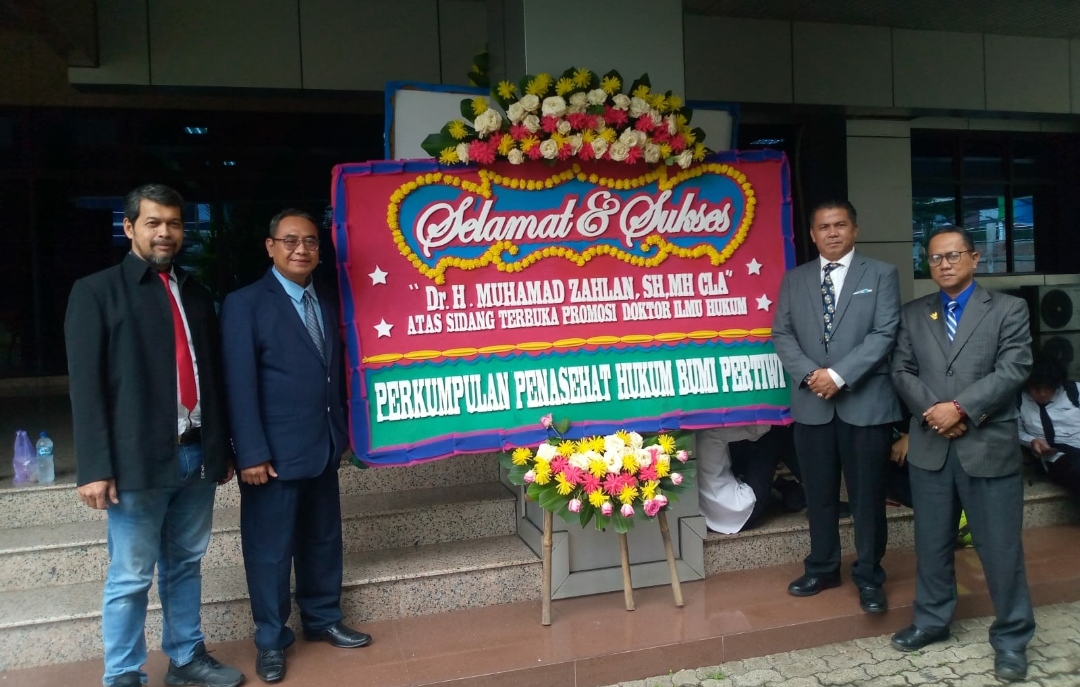 Selamat & Sukses
" Dr. H. MUHAMAD ZAHLAN, SH,MH CLA"
ATAS SIDANG TERBUKA PROMOSI DOKTOR ILMU HUKUM
PERKUMPULAN PENASEHAT HUKUM BUMI PERTIWI